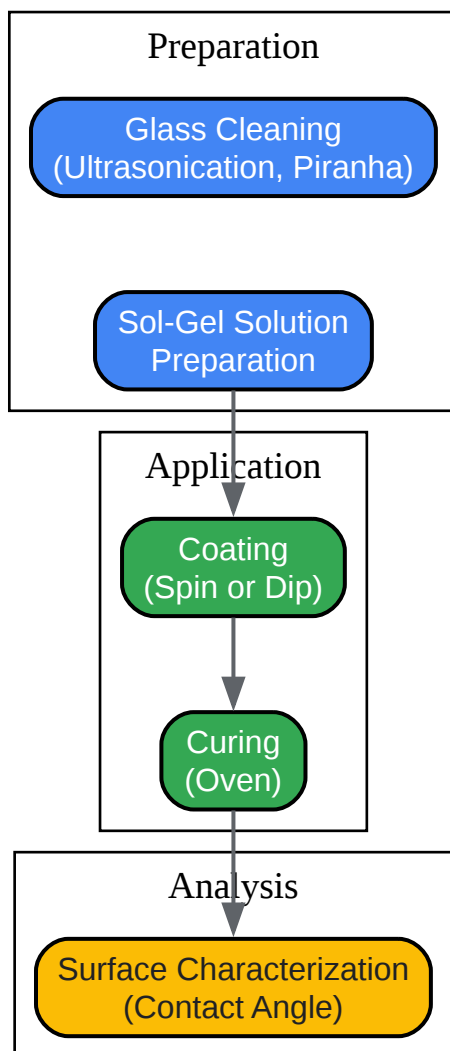 Preparation
Glass Cleaning
(Ultrasonication, Piranha)
Sol-Gel Solution
Preparation
Application
Coating
(Spin or Dip)
Curing
(Oven)
Analysis
Surface Characterization
(Contact Angle)